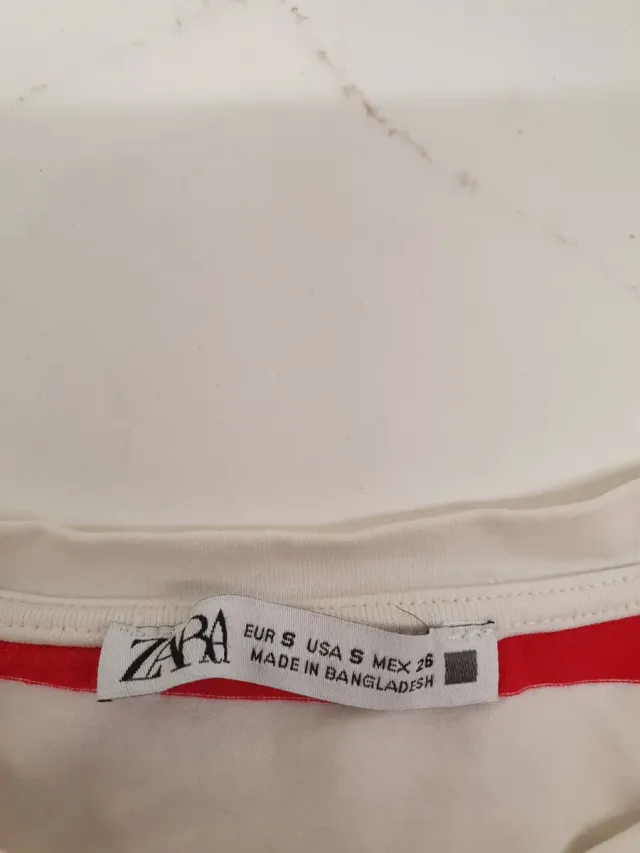 ZARA
EUR S USA S MEX 26
MADE IN BANGLADESH